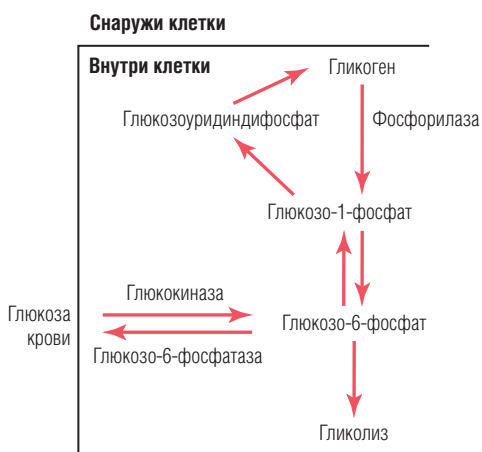 Снаружи клетки
Внутри клетки
Гликоген
Глюкозоуридиндифосфат
Фосфорилаза
Глюкозо-1-фосфат
Глюкокиназа
Глюкоза
крови
Глюкозо-6-фосфат
Глюкозо-6-фосфатаза
Гликолиз